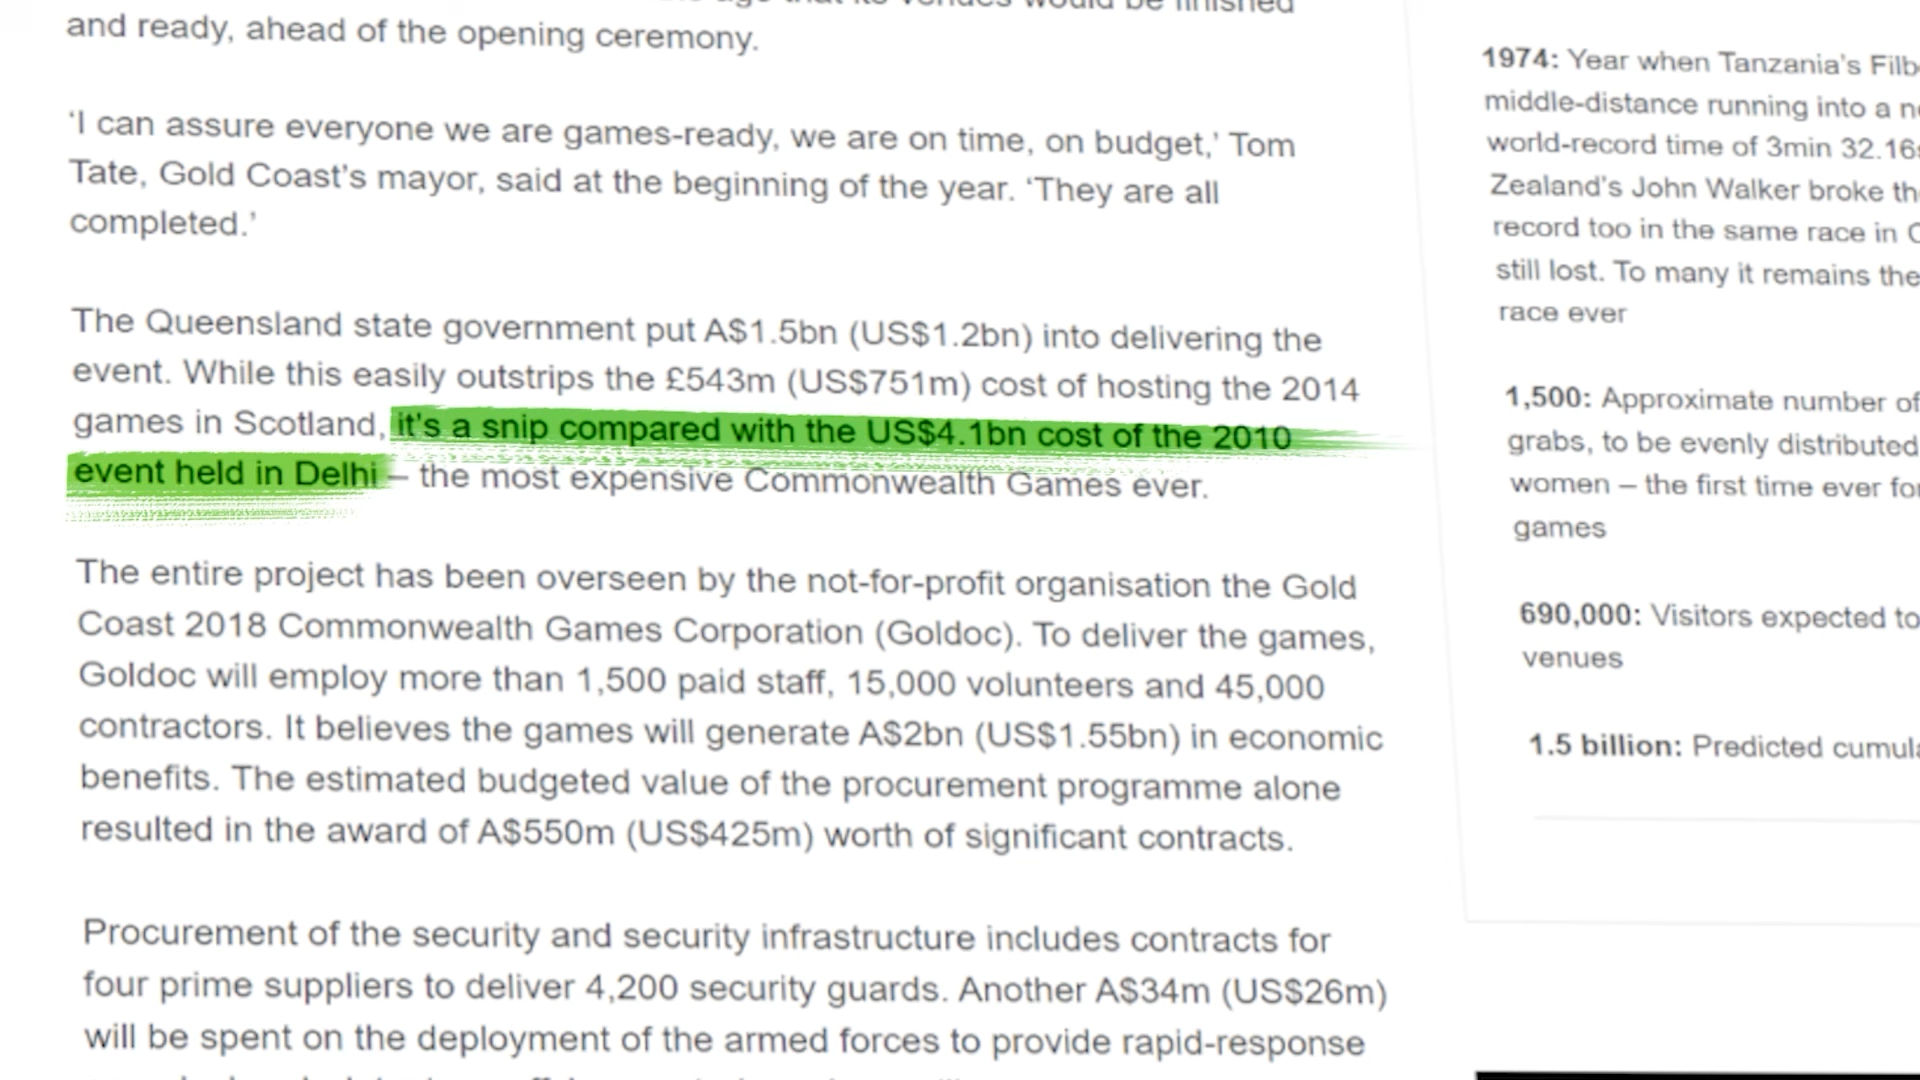 finished
and ready, ahead of the opening ceremony.
‘I can assure everyone we are games-ready, we are on time, on budget,’ Tom
Tate, Gold Coast’s mayor, said at the beginning of the year. ‘They are all
completed.’
The Queensland state government put A$1.5bn (US$1.2bn) into delivering the
event. While this easily outstrips the £543m (US$751m) cost of hosting the 2014
games in Scotland, it's a snip compared with the US$4.1bn cost of the 2010
event held in Delhi – the most expensive Commonwealth Games ever.
The entire project has been overseen by the not-for-profit organisation the Gold
Coast 2018 Commonwealth Games Corporation (Goldoc). To deliver the games,
Goldoc will employ more than 1,500 paid staff, 15,000 volunteers and 45,000
contractors. It believes the games will generate A$2bn (US$1.55bn) in economic
benefits. The estimated budgeted value of the procurement programme alone
resulted in the award of A$550m (US$425m) worth of significant contracts.
Procurement of the security and security infrastructure includes contracts for
four prime suppliers to deliver 4,200 security guards. Another A$34m (US$26m)
will be spent on the deployment of the armed forces to provide rapid-response
1974: Year when Tanzania's Filb
middle-distance running into a
world-record time of 3min 32.16
Zealand's John Walker broke
record too in the same race in
still lost. To many it remains the
race ever
1,500: Approximate number of
grabs, to be evenly distributed
women – the first time ever for
games
690,000: Visitors expected to
venues
1.5 billion: Predicted